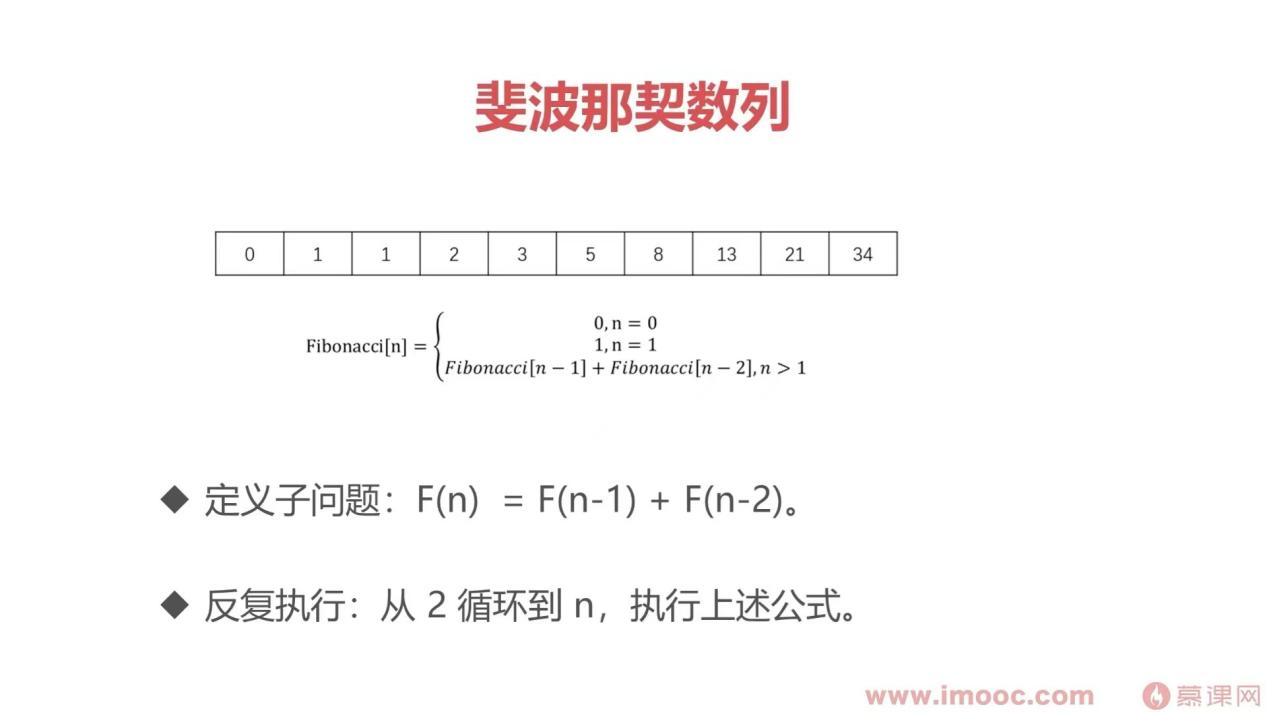 斐波那契数列
0 1 1 2 3 5 8 13 21 34
0, n = 0
Fibonacci[n] = { 1, n = 1
Fibonacci[n − 1] + Fibonacci[n − 2], n > 1
◆ 定义子问题：F(n) = F(n-1) + F(n-2)。
◆ 反复执行：从 2 循环到 n，执行上述公式。
www.imooc.com 慕课网